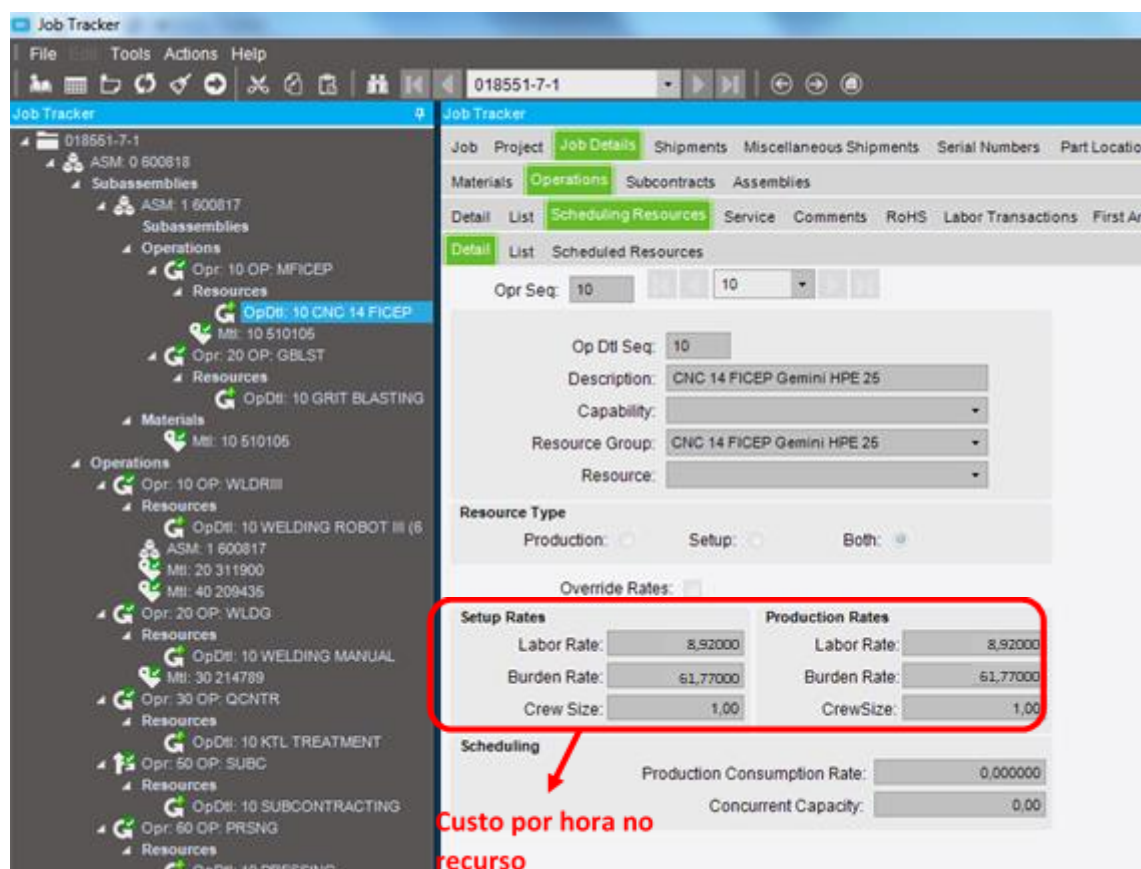 Job Tracker
File Tools Actions Help
018551-7-1
Job Tracker
018551-7-1
ASM: 0 600818
Subassemblies
ASM: 1 600817
Subassemblies
Operations
Opr: 10 OP: MFICEP
Resources
OpDtl: 10 CNC 14 FICEP
Mtl: 10 510105
Opr: 20 OP: GBLST
Resources
OpDtl: 10 GRIT BLASTING
Materials
Mtl: 10 510105
Operations
Opr: 10 OP: WLDRIII
Resources
OpDtl: 10 WELDING ROBOT III (6
ASM: 1 600817
Mtl: 20 311900
Mtl: 40 209435
Opr: 20 OP: WLDG
Resources
OpDtl: 10 WELDING MANUAL
Mtl: 30 214789
Opr: 30 OP: QCNTR
Resources
OpDtl: 10 KTL TREATMENT
Opr: 50 OP: SUBC
Resources
OpDtl: 10 SUBCONTRACTING
Opr: 60 OP: PRSNG
Resources
OpDtl: 10 PRESSING
Job Tracker
Job Project Job Details Shipments Miscellaneous Shipments Serial Numbers Part Locatio
Materials Operations Subcontracts Assemblies
Detail List Scheduling Resources Service Comments RoHS Labor Transactions First Ar
Detail List Scheduled Resources
Opr Seq: 10 10
Op Dtl Seq: 10
Description: CNC 14 FICEP Gemini HPE 25
Capability:
Resource Group: CNC 14 FICEP Gemini HPE 25
Resource:
Resource Type
Production: Setup: Both:
Override Rates:
Setup Rates Production Rates
Labor Rate: 8,92000 Labor Rate: 8,92000
Burden Rate: 61,77000 Burden Rate: 61,77000
Crew Size: 1,00 CrewSize: 1,00
Scheduling
Production Consumption Rate: 0,000000
Concurrent Capacity: 0,00
Custo por hora no
recurso